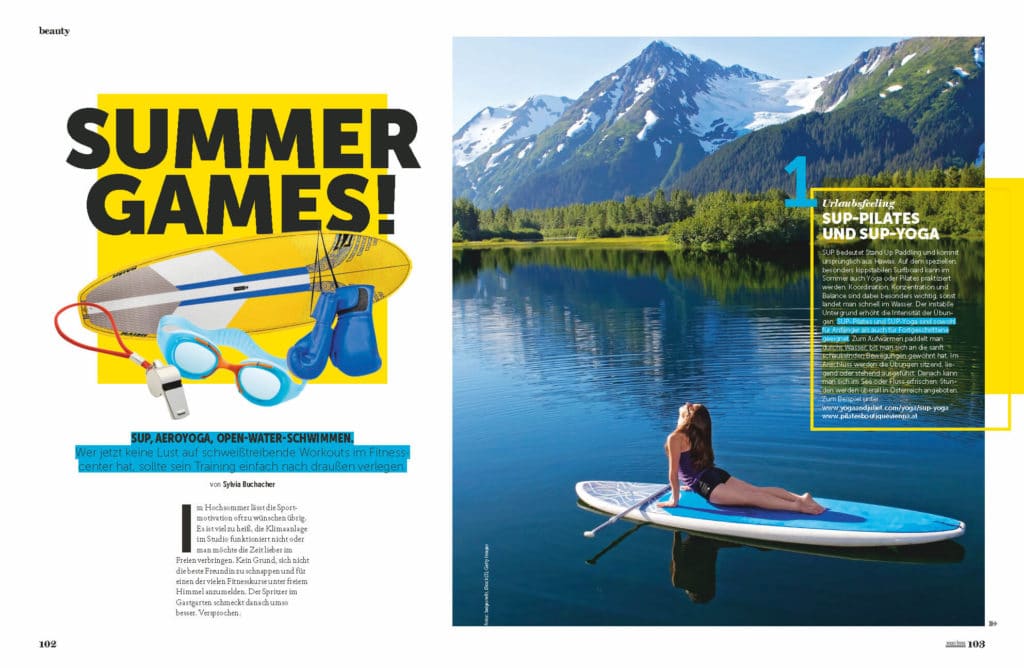 beauty
SUMMER
GAMES!
SUP, AEROYOGA, OPEN-WATER-SCHWIMMEN.
Wer jetzt keine Lust auf schweißtreibende Workouts im Fitness-
center hat, sollte sein Training einfach nach draußen verlegen.
von Sylvia Buchacher
Im Hochsommer lässt die Sport-
motivation oft zu wünschen übrig.
Es ist viel zu heiß, die Klimaanlage
im Studio funktioniert nicht oder
man möchte die Zeit lieber im
Freien verbringen. Kein Grund, sich nicht
die beste Freundin zu schnappen und für
einen der vielen Fitnesskurse unter freiem
Himmel anzumelden. Der Spritzer im
Gastgarten schmeckt danach umso
besser. Versprochen.
102
1
Urlaubsfeeling
SUP-PILATES
UND SUP-YOGA
SUP bedeutet Stand Up Paddling und kommt
ursprünglich aus Hawaii. Auf dem speziellen,
besonders kippstabilen Surfboard kann im
Sommer auch Yoga oder Pilates praktiziert
werden. Koordination, Konzentration und
Balance sind dabei besonders wichtig, sonst
landet man schnell im Wasser. Der instabile
Untergrund erhöht die Intensität der Übun-
gen. SUP-Pilates und SUP-Yoga sind sowohl
für Anfänger als auch für Fortgeschrittene
geeignet. Zum Aufwärmen paddelt man
durchs Wasser, bis man sich an die sanft
schaukelnden Bewegungen gewöhnt hat. Im
Anschluss werden die Übungen sitzend, lie-
gend oder stehend ausgeführt. Danach kann
man sich im See oder Fluss erfrischen. Stun-
den werden überall in Österreich angeboten.
Zum Beispiel unter:
www.yogaandjuliet.com/yoga/sup-yoga
www.pilatesboutiquevienna.at
103